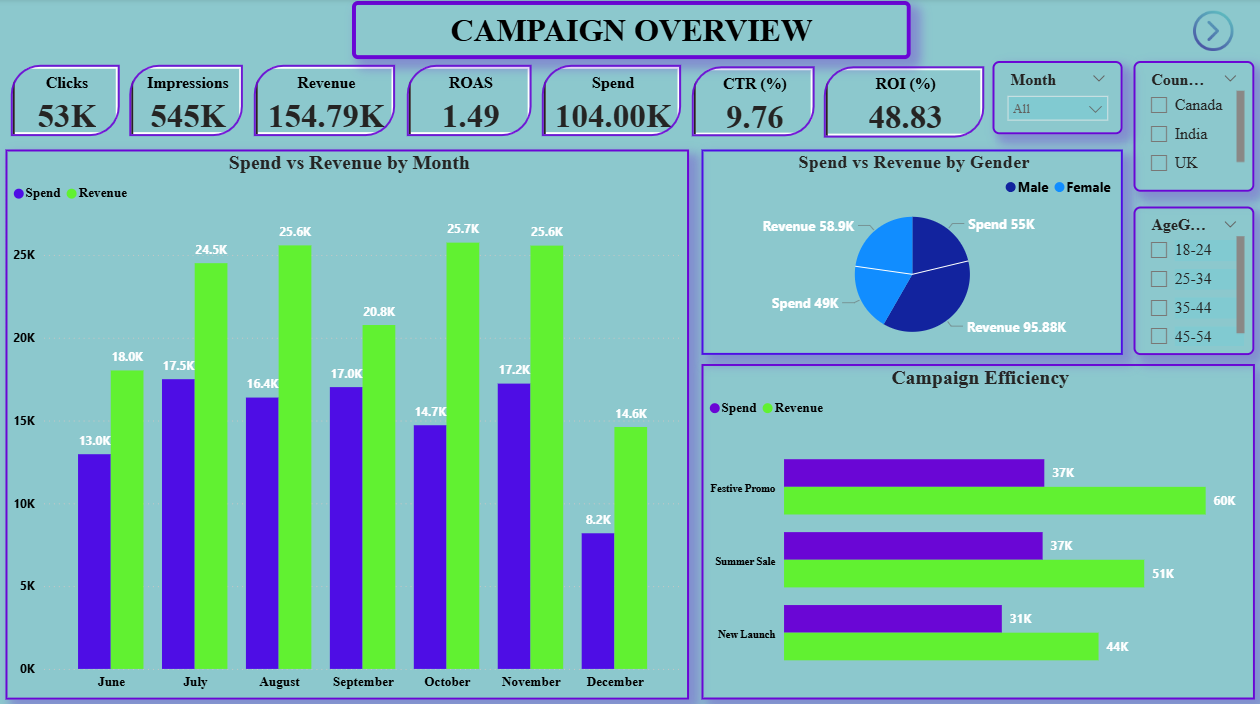 CAMPAIGN OVERVIEW
Clicks
53K
Impressions
545K
Revenue
154.79K
ROAS
1.49
Spend
104.00K
CTR (%)
9.76
ROI (%)
48.83
Month
All
Coun...
Canada
India
UK
AgeG...
18-24
25-34
35-44
45-54
Spend vs Revenue by Month
Spend Revenue
25K
20K
15K
10K
5K
0K
13.0K
18.0K
17.5K
24.5K
16.4K
25.6K
17.0K
20.8K
14.7K
25.7K
17.2K
25.6K
8.2K
14.6K
June July August September October November December
Spend vs Revenue by Gender
Male Female
Revenue 58.9K
Spend 55K
Spend 49K
Revenue 95.88K
Campaign Efficiency
Spend Revenue
Festive Promo
37K
60K
Summer Sale
37K
51K
New Launch
31K
44K